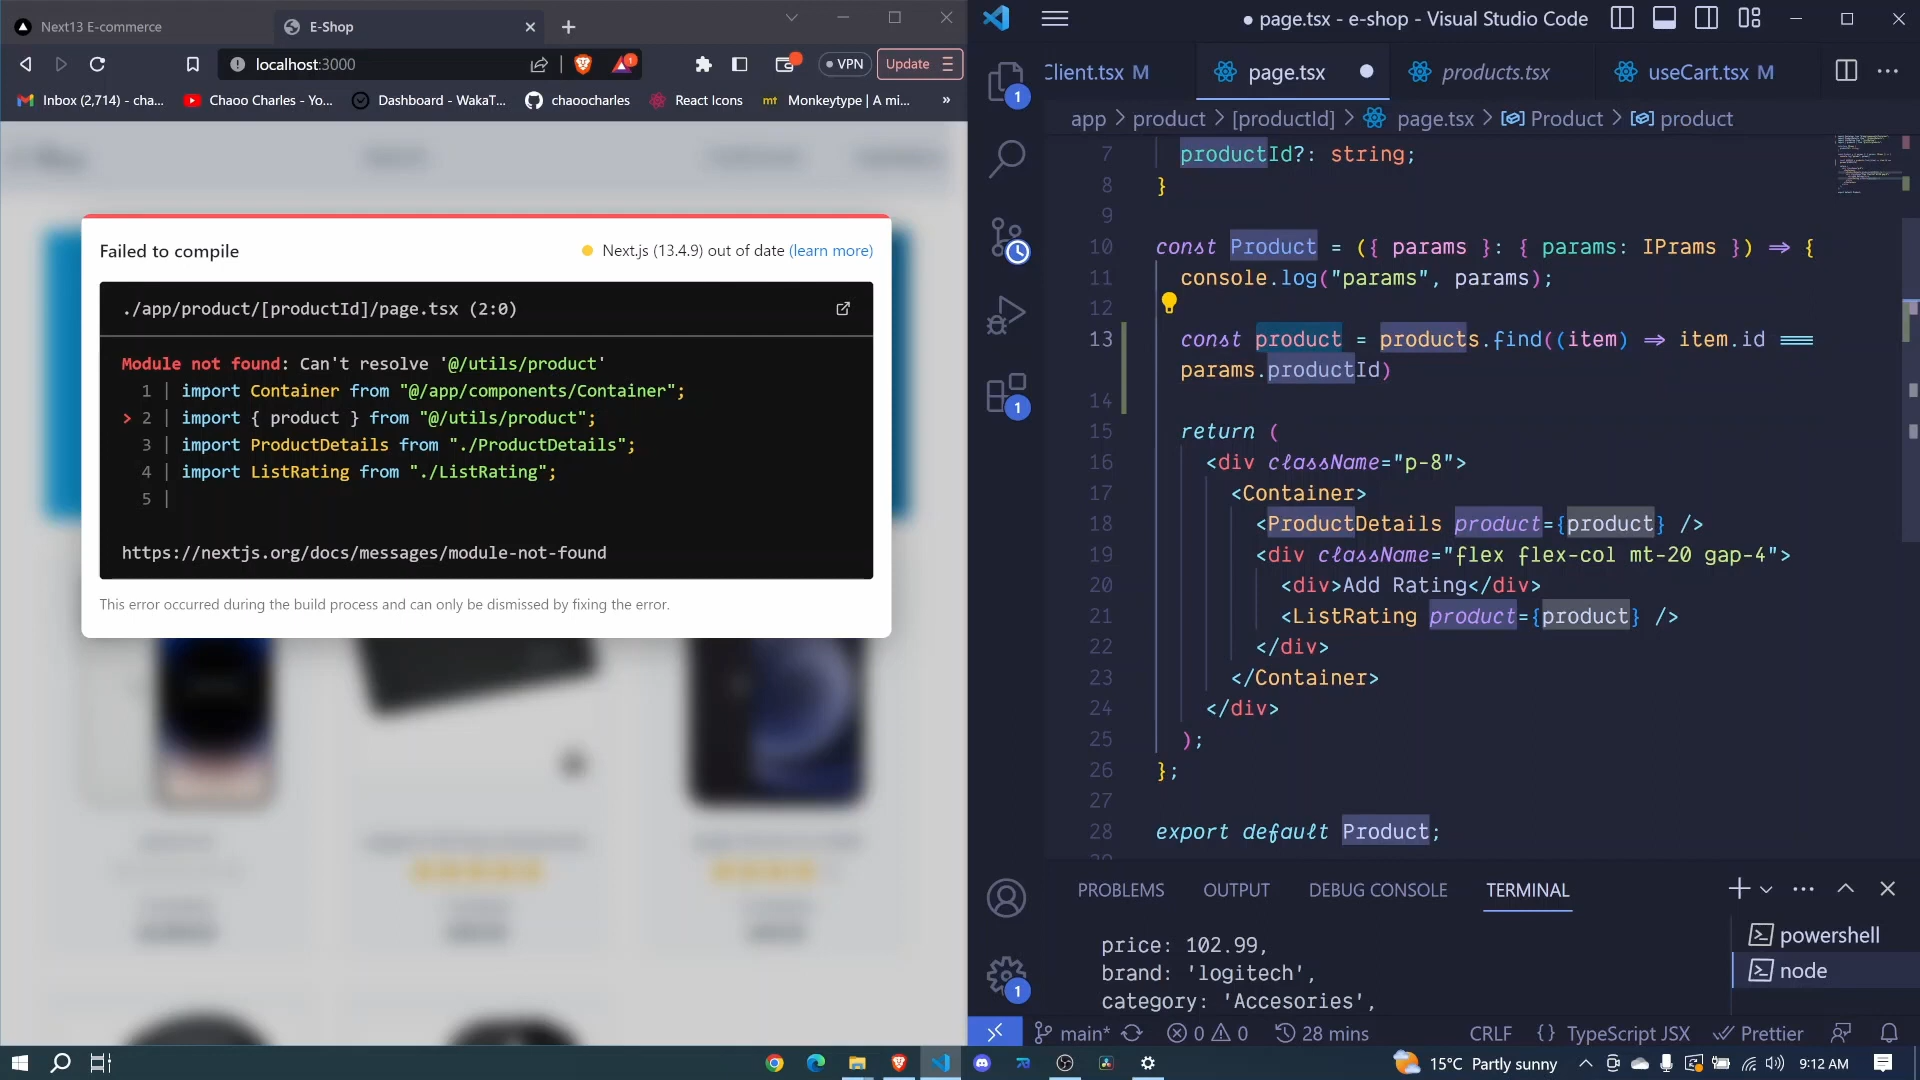 Next13 E-commerce
E-Shop
localhost:3000
1
VPN
Update
Inbox (2,714) - cha...
Chaoo Charles - Yo...
Dashboard - WakaT...
chaoocharles
React Icons
mt Monkeytype | A mi...
»
Failed to compile
Next.js (13.4.9) out of date (learn more)
./app/product/[productId]/page.tsx (2:0)
Module not found: Can't resolve '@/utils/product'
1 | import Container from "@/app/components/Container";
> 2 | import { product } from "@/utils/product";
3 | import ProductDetails from "./ProductDetails";
4 | import ListRating from "./ListRating";
5 |
https://nextjs.org/docs/messages/module-not-found
This error occurred during the build process and can only be dismissed by fixing the error.
● page.tsx - e-shop - Visual Studio Code
Client.tsx M
page.tsx
products.tsx
useCart.tsx M
app > product > [productId] > page.tsx > Product > product
7 productId?: string;
8 }
9
10 const Product = ({ params }: { params: IPrams }) => {
11 console.log("params", params);
12
13 const product = products.find((item) => item.id ===
params.productId)
14
15 return (
16 <div className="p-8">
17 <Container>
18 <ProductDetails product={product} />
19 <div className="flex flex-col mt-20 gap-4">
20 <div>Add Rating</div>
21 <ListRating product={product} />
22 </div>
23 </Container>
24 </div>
25 );
26 };
27
28 export default Product;
1
1
1
PROBLEMS
OUTPUT
DEBUG CONSOLE
TERMINAL
price: 102.99,
brand: 'logitech',
category: 'Accesories',
powershell
node
main*
0
0
28 mins
CRLF
{ } TypeScript JSX
Prettier
15°C Partly sunny
9:12 AM